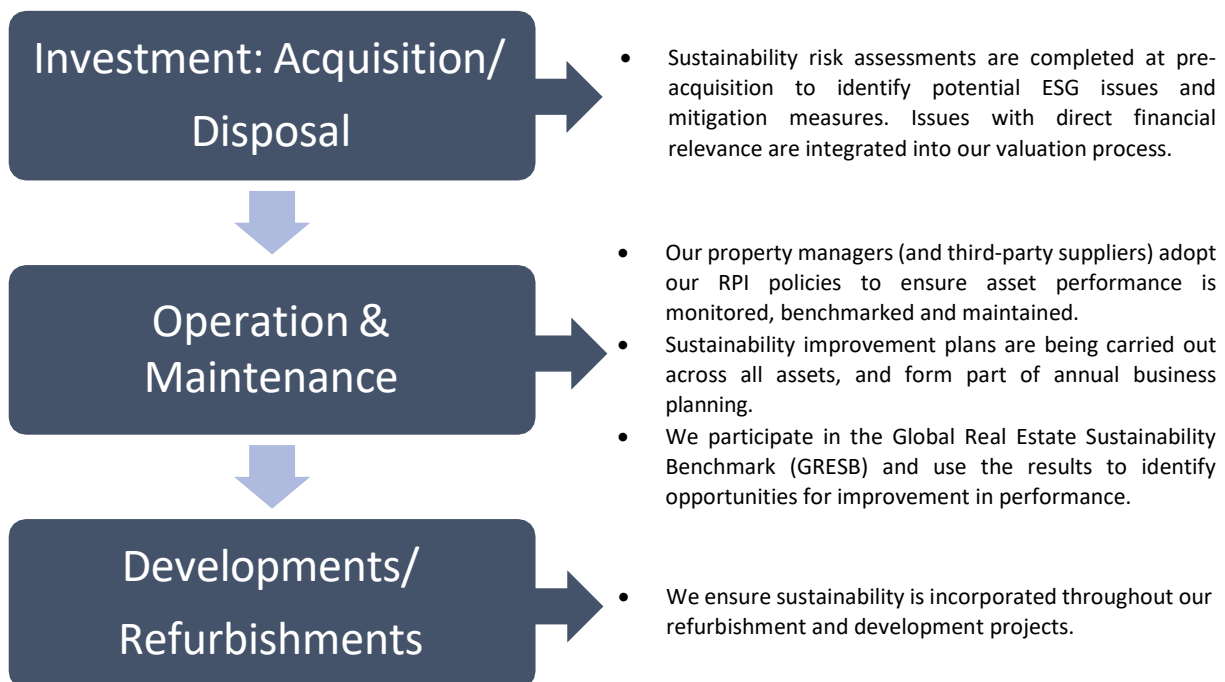 Investment: Acquisition/
Disposal
• Sustainability risk assessments are completed at pre-
acquisition to identify potential ESG issues and
mitigation measures. Issues with direct financial
relevance are integrated into our valuation process.
Operation &
Maintenance
• Our property managers (and third-party suppliers) adopt
our RPI policies to ensure asset performance is
monitored, benchmarked and maintained.
• Sustainability improvement plans are being carried out
across all assets, and form part of annual business
planning.
• We participate in the Global Real Estate Sustainability
Benchmark (GRESB) and use the results to identify
opportunities for improvement in performance.
Developments/
Refurbishments
• We ensure sustainability is incorporated throughout our
refurbishment and development projects.